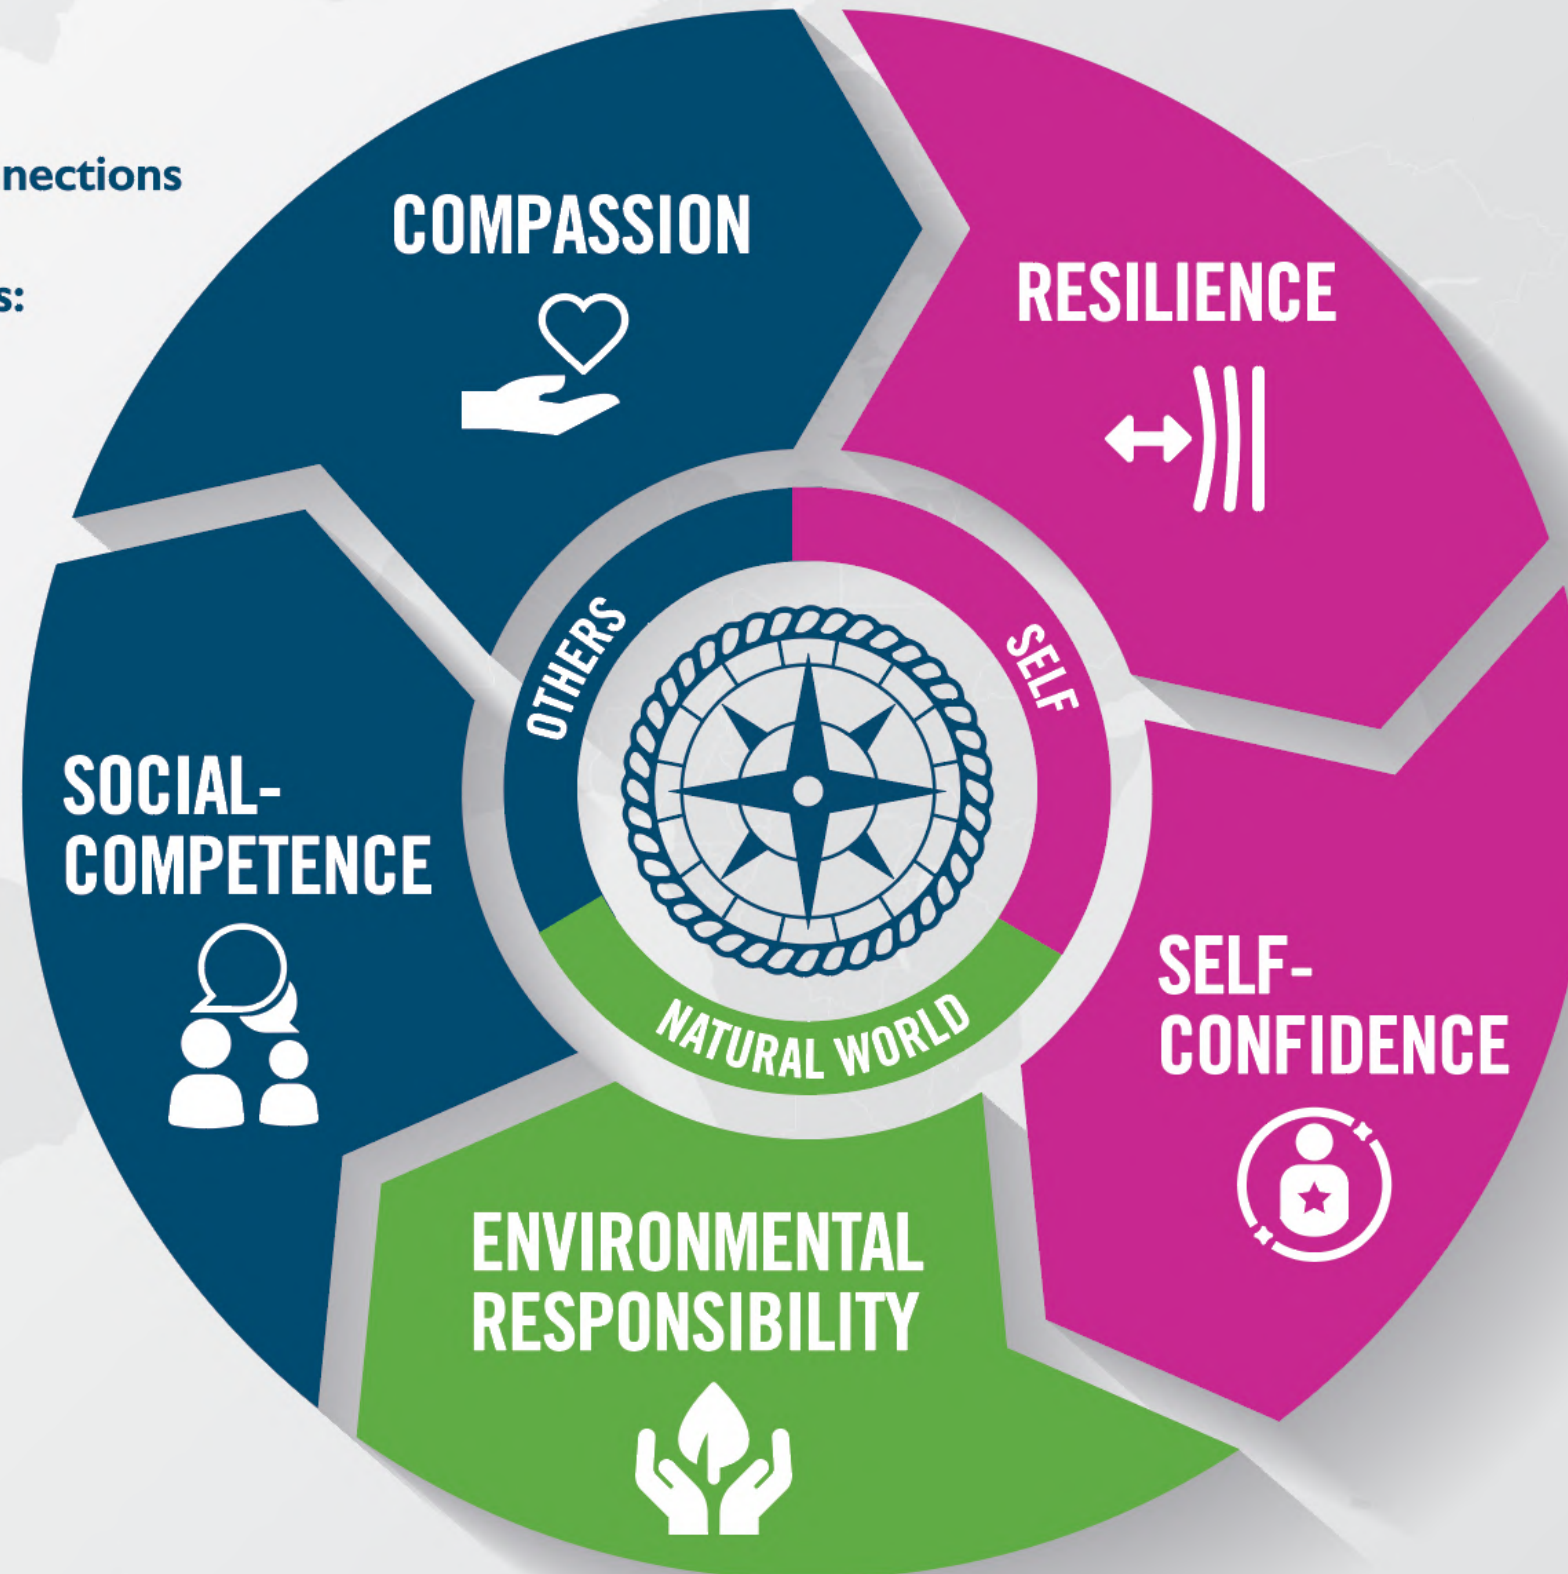 nections
s:
COMPASSION
RESILIENCE
OTHERS
SELF
SOCIAL-
COMPETENCE
SELF-
CONFIDENCE
NATURAL WORLD
ENVIRONMENTAL
RESPONSIBILITY